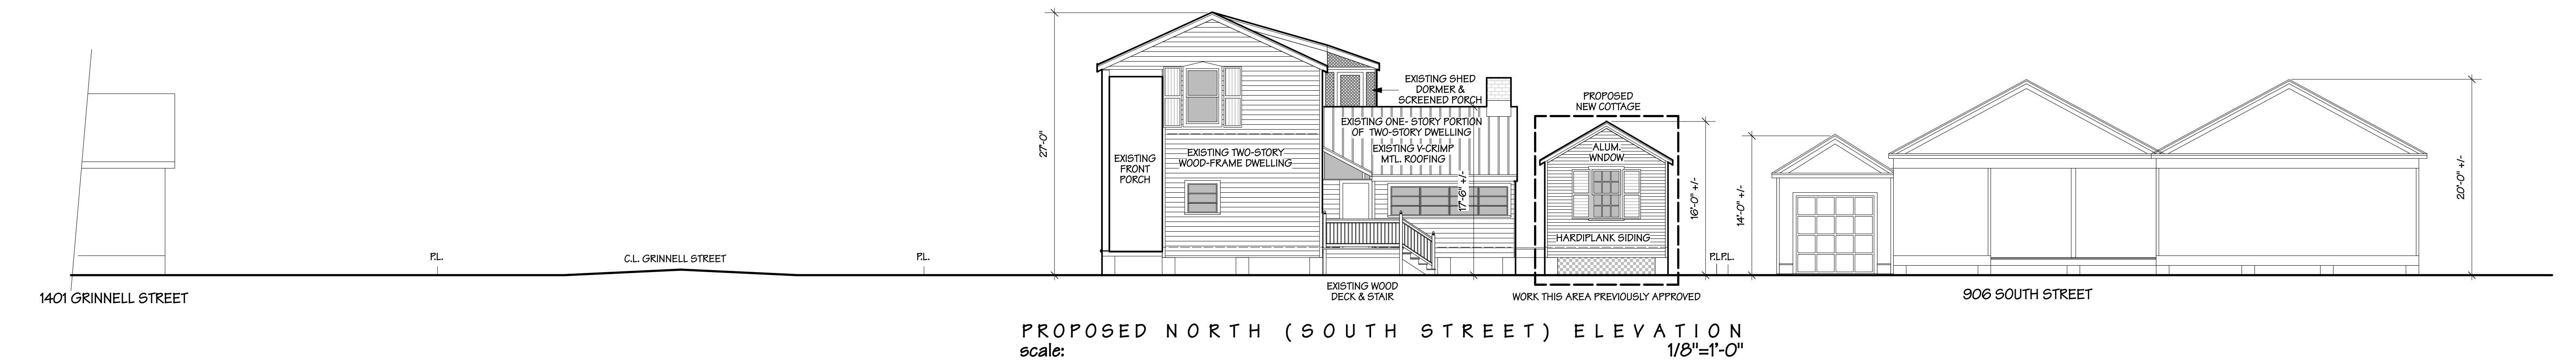 27'-0"
EXISTING
FRONT
PORCH
EXISTING TWO-STORY
WOOD-FRAME DWELLING
EXISTING SHED
DORMER &
SCREENED PORCH
EXISTING ONE- STORY PORTION
OF TWO-STORY DWELLING
EXISTING V-CRIMP
MTL. ROOFING
17'-6" +/-
PROPOSED
NEW COTTAGE
ALUM.
WNDOW
HARDIPLANK SIDING
16'-0" +/-
14'-0" +/-
20'-0" +/-
P.L.
C.L. GRINNELL STREET
P.L.
P.L.
P.L.
EXISTING WOOD
DECK & STAIR
WORK THIS AREA PREVIOUSLY APPROVED
1401 GRINNELL STREET
906 SOUTH STREET
PROPOSED NORTH (SOUTH STREET) ELEVATION
scale: 1/8"=1'-0"